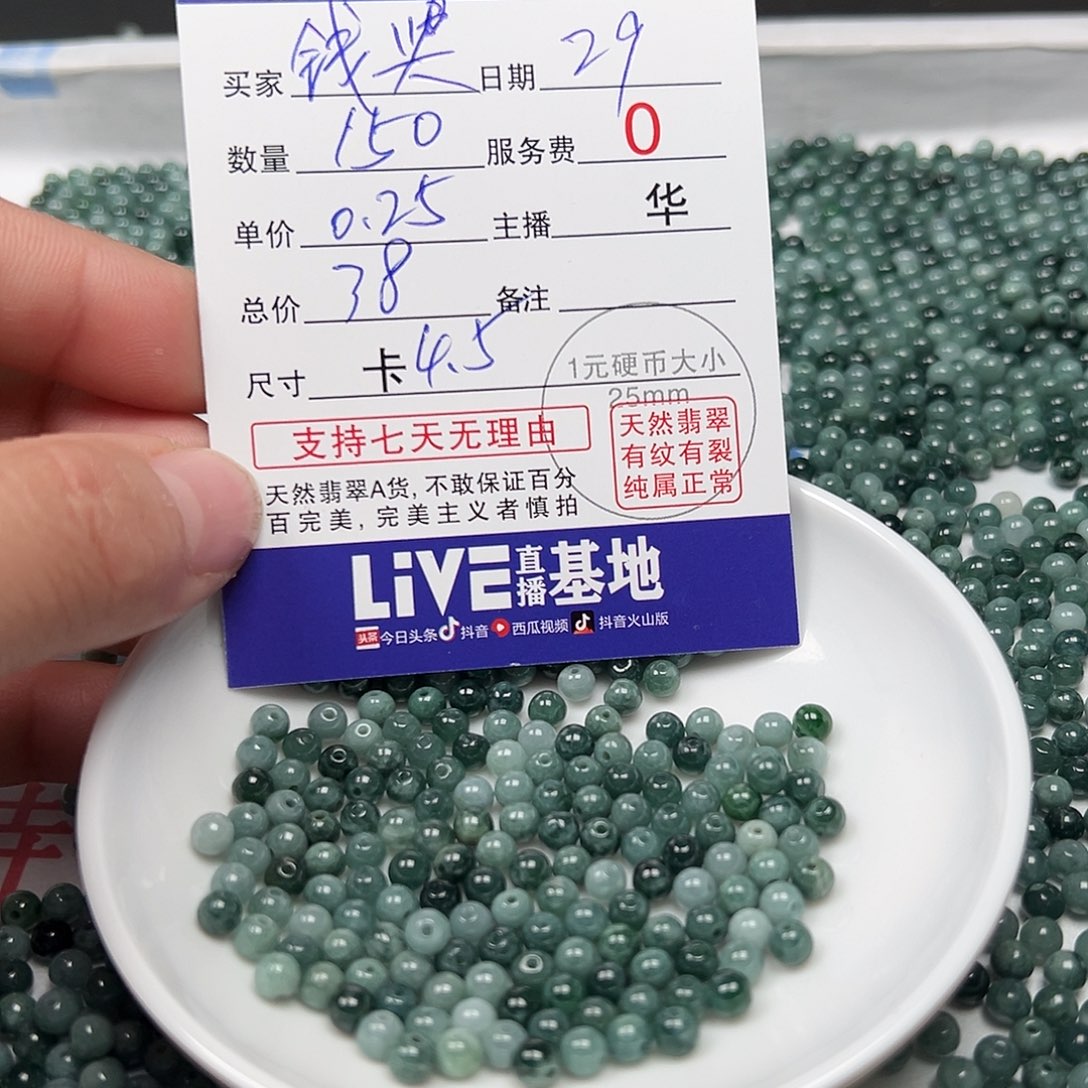 买家 钱 日期 29
数量 150 服务费 0
单价 0.25 主播 华
总价 38 备注
尺寸 卡 4.5
1元硬币大小
25mm
支持七天无理由
天然翡翠
有纹有裂
纯属正常
天然翡翠A货, 不敢保证百分
百完美, 完美主义者慎拍
LiVE直播基地
头条 今日头条 抖音 西瓜视频 抖音火山版